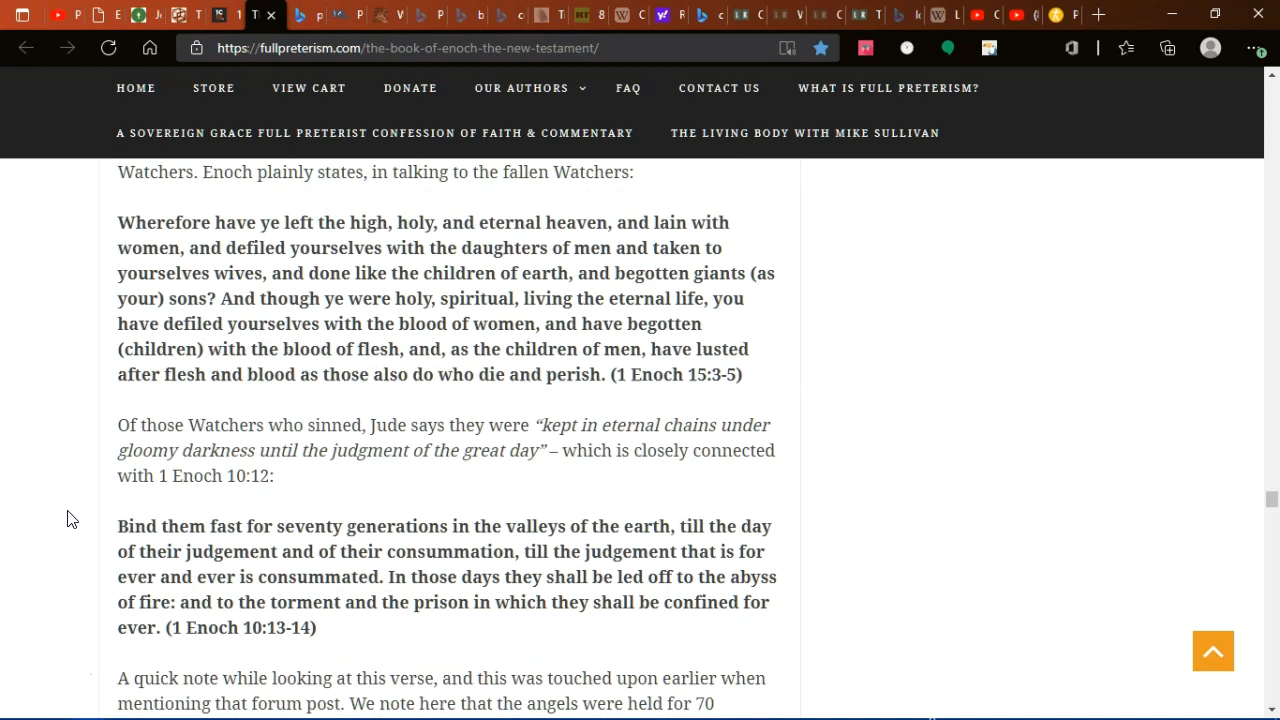 P
E
J
T
1
T
p
P
V
P
b
c
T
8
C
R
c
C
V
C
T
lo
L
C
(
P
https://fullpreterism.com/the-book-of-enoch-the-new-testament/
HOME STORE VIEW CART DONATE OUR AUTHORS FAQ CONTACT US WHAT IS FULL PRETERISM?
A SOVEREIGN GRACE FULL PRETERIST CONFESSION OF FAITH & COMMENTARY THE LIVING BODY WITH MIKE SULLIVAN
Watchers. Enoch plainly states, in talking to the fallen Watchers:
Wherefore have ye left the high, holy, and eternal heaven, and lain with
women, and defiled yourselves with the daughters of men and taken to
yourselves wives, and done like the children of earth, and begotten giants (as
your) sons? And though ye were holy, spiritual, living the eternal life, you
have defiled yourselves with the blood of women, and have begotten
(children) with the blood of flesh, and, as the children of men, have lusted
after flesh and blood as those also do who die and perish. (1 Enoch 15:3-5)
Of those Watchers who sinned, Jude says they were “kept in eternal chains under
gloomy darkness until the judgment of the great day” – which is closely connected
with 1 Enoch 10:12:
Bind them fast for seventy generations in the valleys of the earth, till the day
of their judgement and of their consummation, till the judgement that is for
ever and ever is consummated. In those days they shall be led off to the abyss
of fire: and to the torment and the prison in which they shall be confined for
ever. (1 Enoch 10:13-14)
A quick note while looking at this verse, and this was touched upon earlier when
mentioning that forum post. We note here that the angels were held for 70